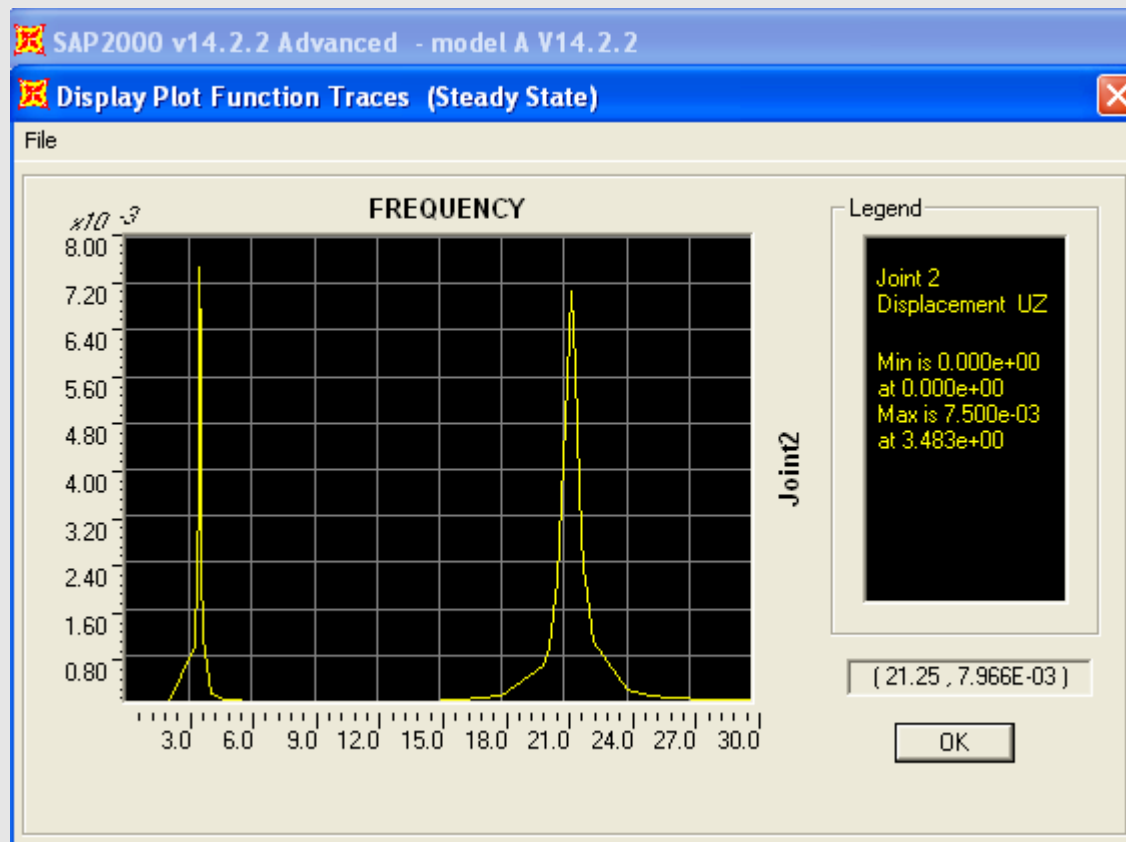 SAP2000 v14.2.2 Advanced - model A V14.2.2
Display Plot Function Traces (Steady State)
File
FREQUENCY
x10 -3
8.00
7.20
6.40
5.60
4.80
4.00
3.20
2.40
1.60
0.80
3.0 6.0 9.0 12.0 15.0 18.0 21.0 24.0 27.0 30.0
Joint2
Legend
Joint 2
Displacement UZ
Min is 0.000e+00
at 0.000e+00
Max is 7.500e-03
at 3.483e+00
( 21.25 , 7.966E-03 )
OK